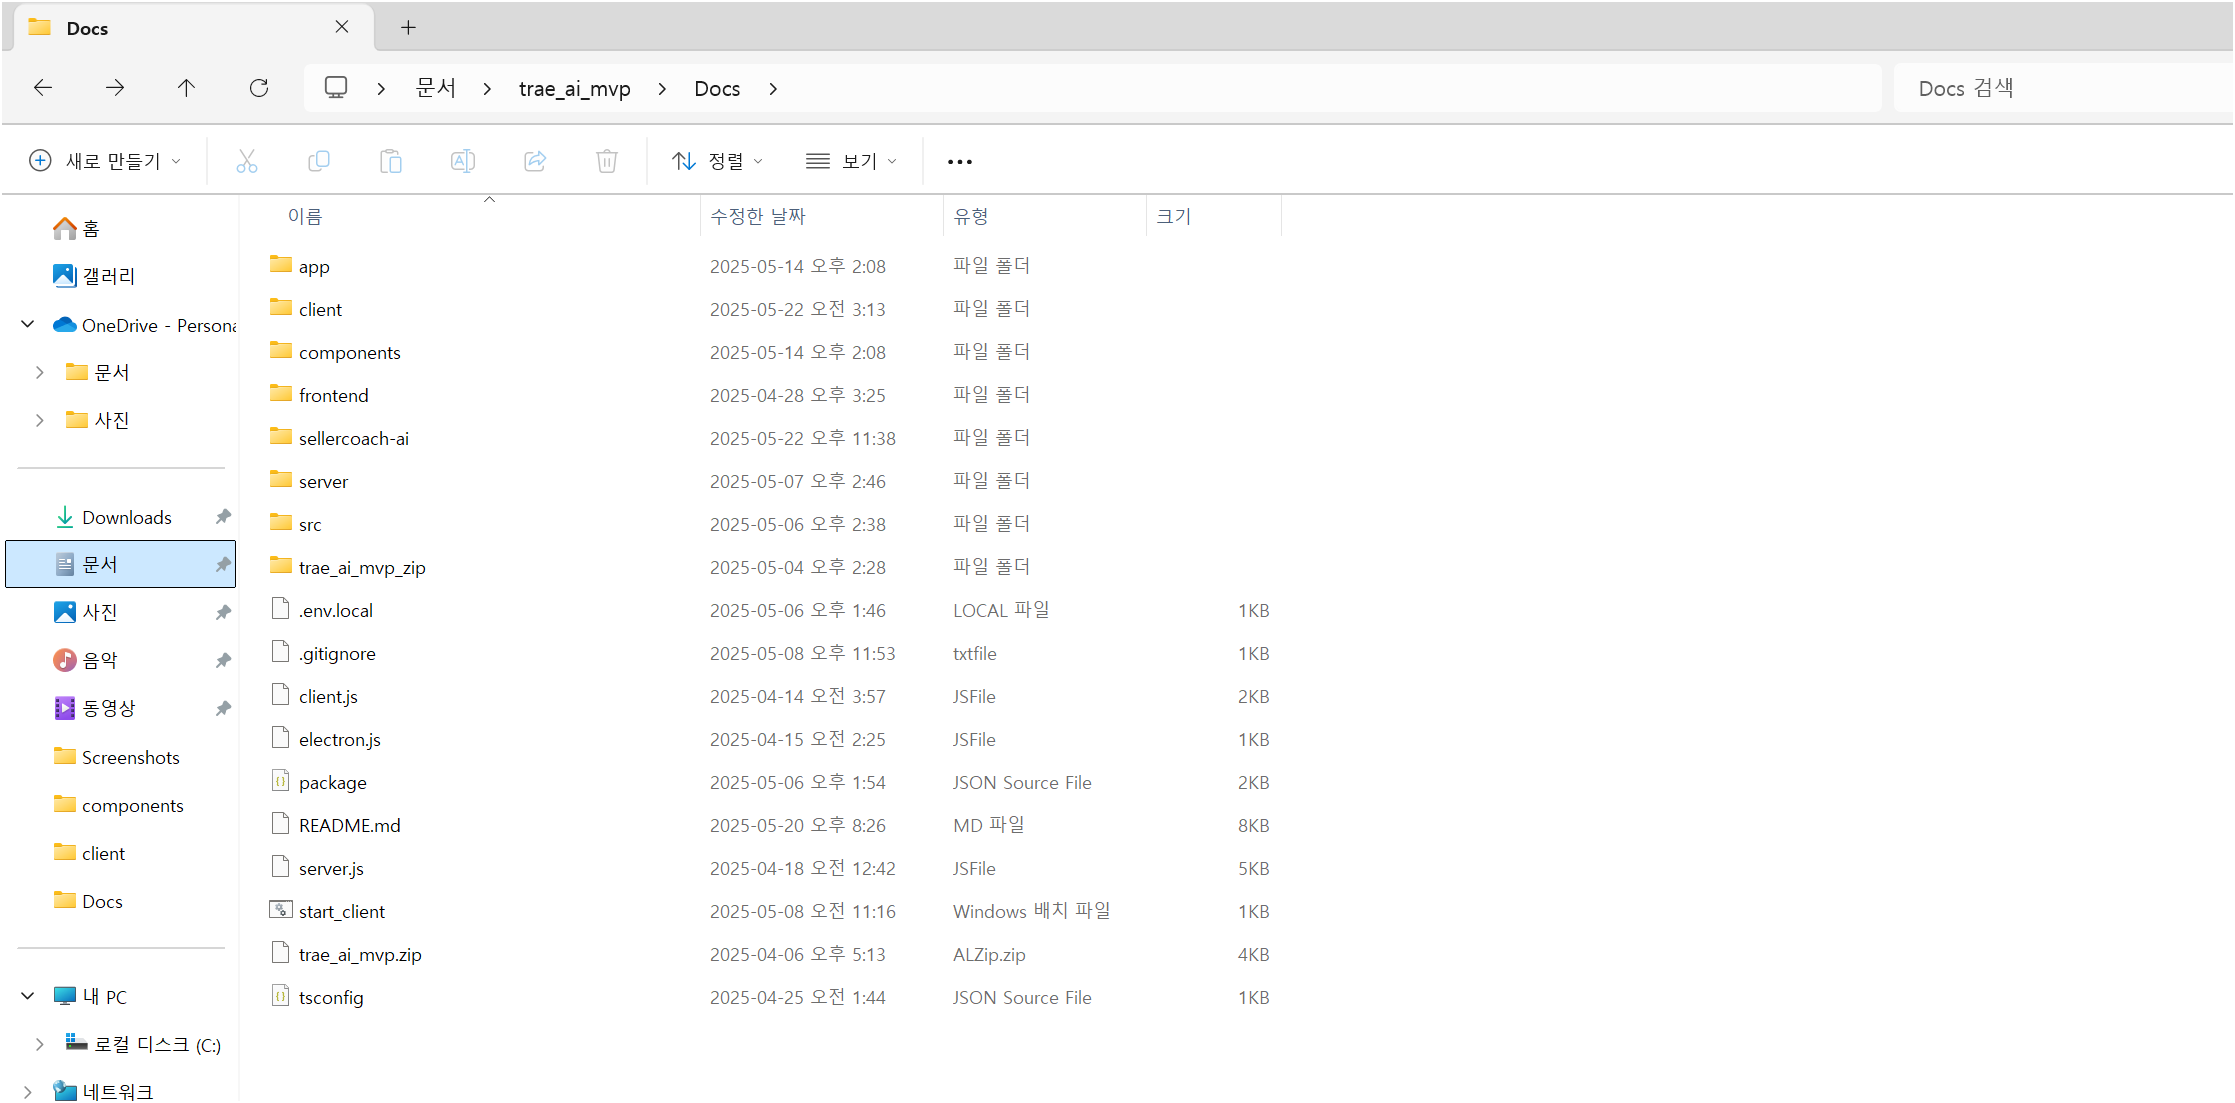 Docs
문서 trae_ai_mvp Docs
Docs 검색
새로 만들기 정렬 보기
홈
갤러리
OneDrive - Persona
문서
사진
Downloads
문서
사진
음악
동영상
Screenshots
components
client
Docs
내 PC
로컬 디스크 (C:)
네트워크
이름 수정한 날짜 유형 크기
app 2025-05-14 오후 2:08 파일 폴더
client 2025-05-22 오전 3:13 파일 폴더
components 2025-05-14 오후 2:08 파일 폴더
frontend 2025-04-28 오후 3:25 파일 폴더
sellercoach-ai 2025-05-22 오후 11:38 파일 폴더
server 2025-05-07 오후 2:46 파일 폴더
src 2025-05-06 오후 2:38 파일 폴더
trae_ai_mvp_zip 2025-05-04 오후 2:28 파일 폴더
.env.local 2025-05-06 오후 1:46 LOCAL 파일 1KB
.gitignore 2025-05-08 오후 11:53 txtfile 1KB
client.js 2025-04-14 오전 3:57 JSFile 2KB
electron.js 2025-04-15 오전 2:25 JSFile 1KB
package 2025-05-06 오후 1:54 JSON Source File 2KB
README.md 2025-05-20 오후 8:26 MD 파일 8KB
server.js 2025-04-18 오전 12:42 JSFile 5KB
start_client 2025-05-08 오전 11:16 Windows 배치 파일 1KB
trae_ai_mvp.zip 2025-04-06 오후 5:13 ALZip.zip 4KB
tsconfig 2025-04-25 오전 1:44 JSON Source File 1KB